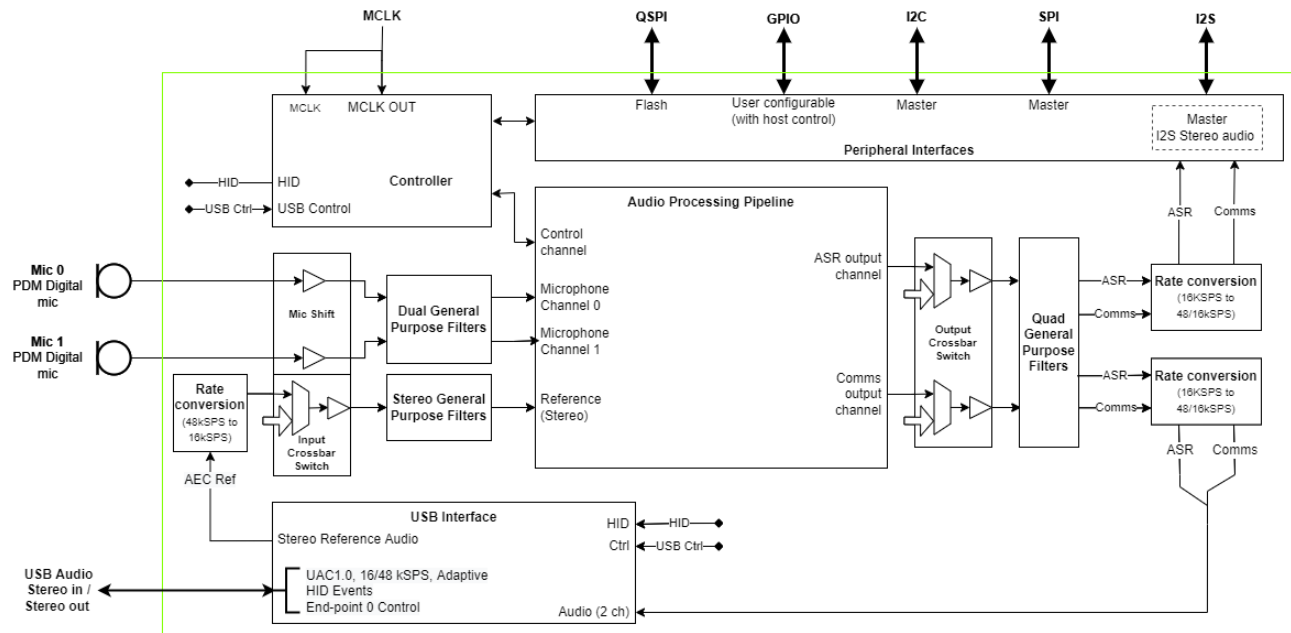 MCLK
QSPI
GPIO
I2C
SPI
I2S
MCLK
MCLK OUT
Flash
User configurable
(with host control)
Master
Master
Master
I2S Stereo audio
Peripheral Interfaces
HID
HID
Controller
USB Ctrl
USB Control
Audio Processing Pipeline
ASR
Comms
Control
channel
ASR output
channel
Mic 0
PDM Digital
mic
Mic Shift
Dual General
Purpose Filters
Microphone
Channel 0
Microphone
Channel 1
Mic 1
PDM Digital
mic
Output
Crossbar
Switch
Quad
General
Purpose
Filters
ASR
Comms
Rate conversion
(16KSPS to
48/16kSPS)
Rate
conversion
(48kSPS to
16kSPS)
Input
Crossbar
Switch
Stereo General
Purpose Filters
Reference
(Stereo)
Comms
output
channel
ASR
Comms
Rate conversion
(16KSPS to
48/16kSPS)
ASR
Comms
AEC Ref
USB Interface
Stereo Reference Audio
HID
HID
Ctrl
USB Ctrl
USB Audio
Stereo in /
Stereo out
UAC1.0, 16/48 kSPS, Adaptive
HID Events
End-point 0 Control
Audio (2 ch)